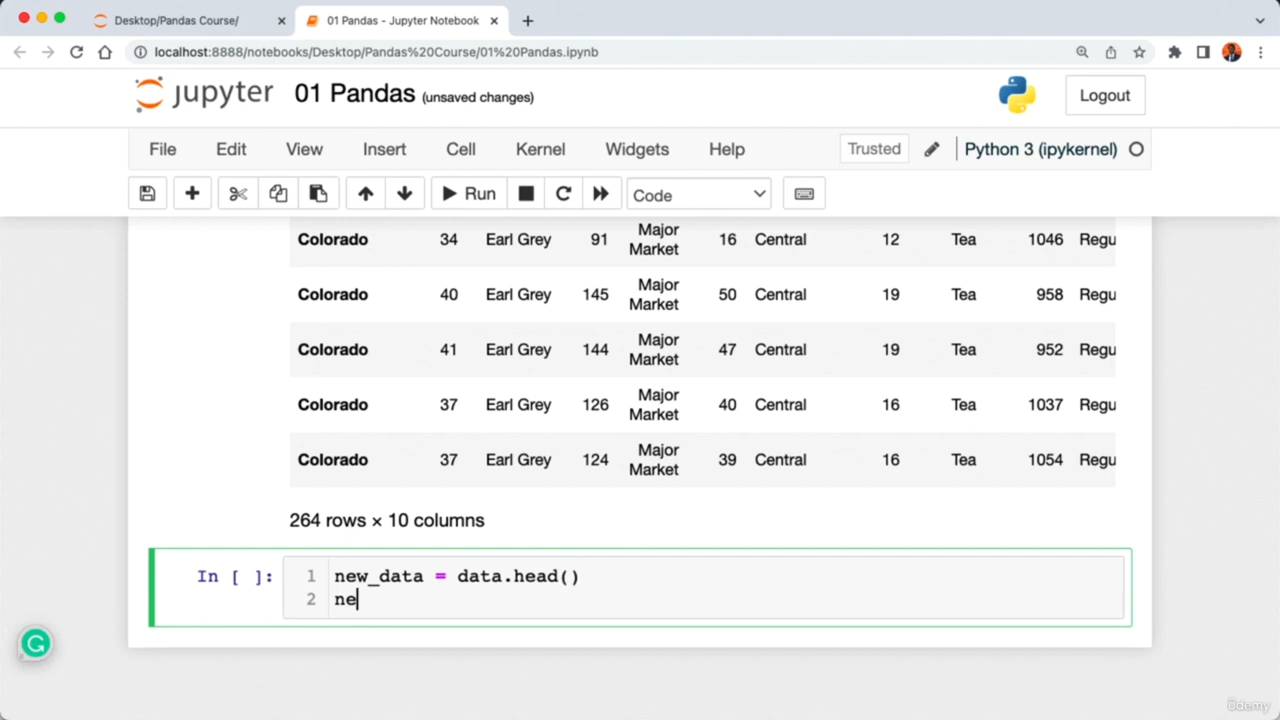 Desktop/Pandas Course/
01 Pandas - Jupyter Notebook
localhost:8888/notebooks/Desktop/Pandas%20Course/01%20Pandas.ipynb
jupyter 01 Pandas (unsaved changes)
Logout
File Edit View Insert Cell Kernel Widgets Help Trusted Python 3 (ipykernel)
Run Code
Colorado 34 Earl Grey 91 Major Market 16 Central 12 Tea 1046 Regu
Colorado 40 Earl Grey 145 Major Market 50 Central 19 Tea 958 Regu
Colorado 41 Earl Grey 144 Major Market 47 Central 19 Tea 952 Regu
Colorado 37 Earl Grey 126 Major Market 40 Central 16 Tea 1037 Regu
Colorado 37 Earl Grey 124 Major Market 39 Central 16 Tea 1054 Regu
264 rows × 10 columns
In [ ]: 1 new_data = data.head()
2 ne
ûdemy